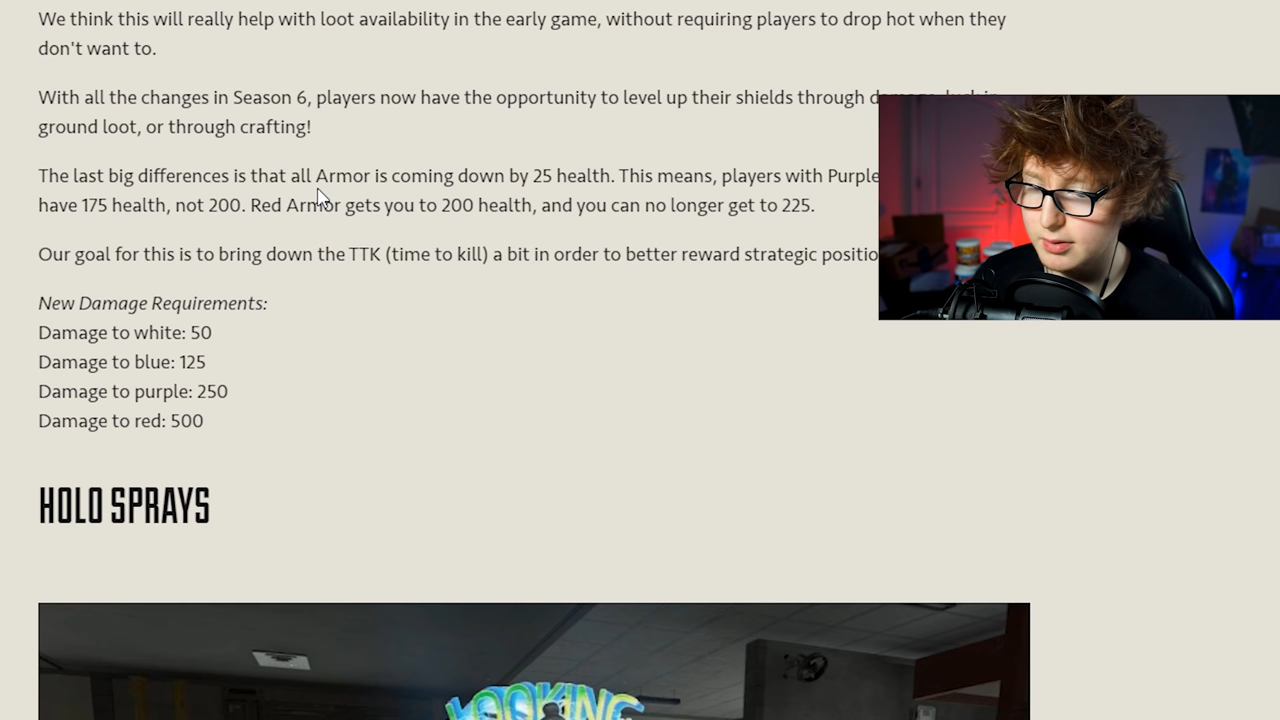 We think this will really help with loot availability in the early game, without requiring players to drop hot when they
don't want to.
With all the changes in Season 6, players now have the opportunity to level up their shields through
ground loot, or through crafting!
The last big differences is that all Armor is coming down by 25 health. This means, players with Purple
have 175 health, not 200. Red Armor gets you to 200 health, and you can no longer get to 225.
Our goal for this is to bring down the TTK (time to kill) a bit in order to better reward strategic positio
New Damage Requirements:
Damage to white: 50
Damage to blue: 125
Damage to purple: 250
Damage to red: 500
HOLO SPRAYS
LOOKING